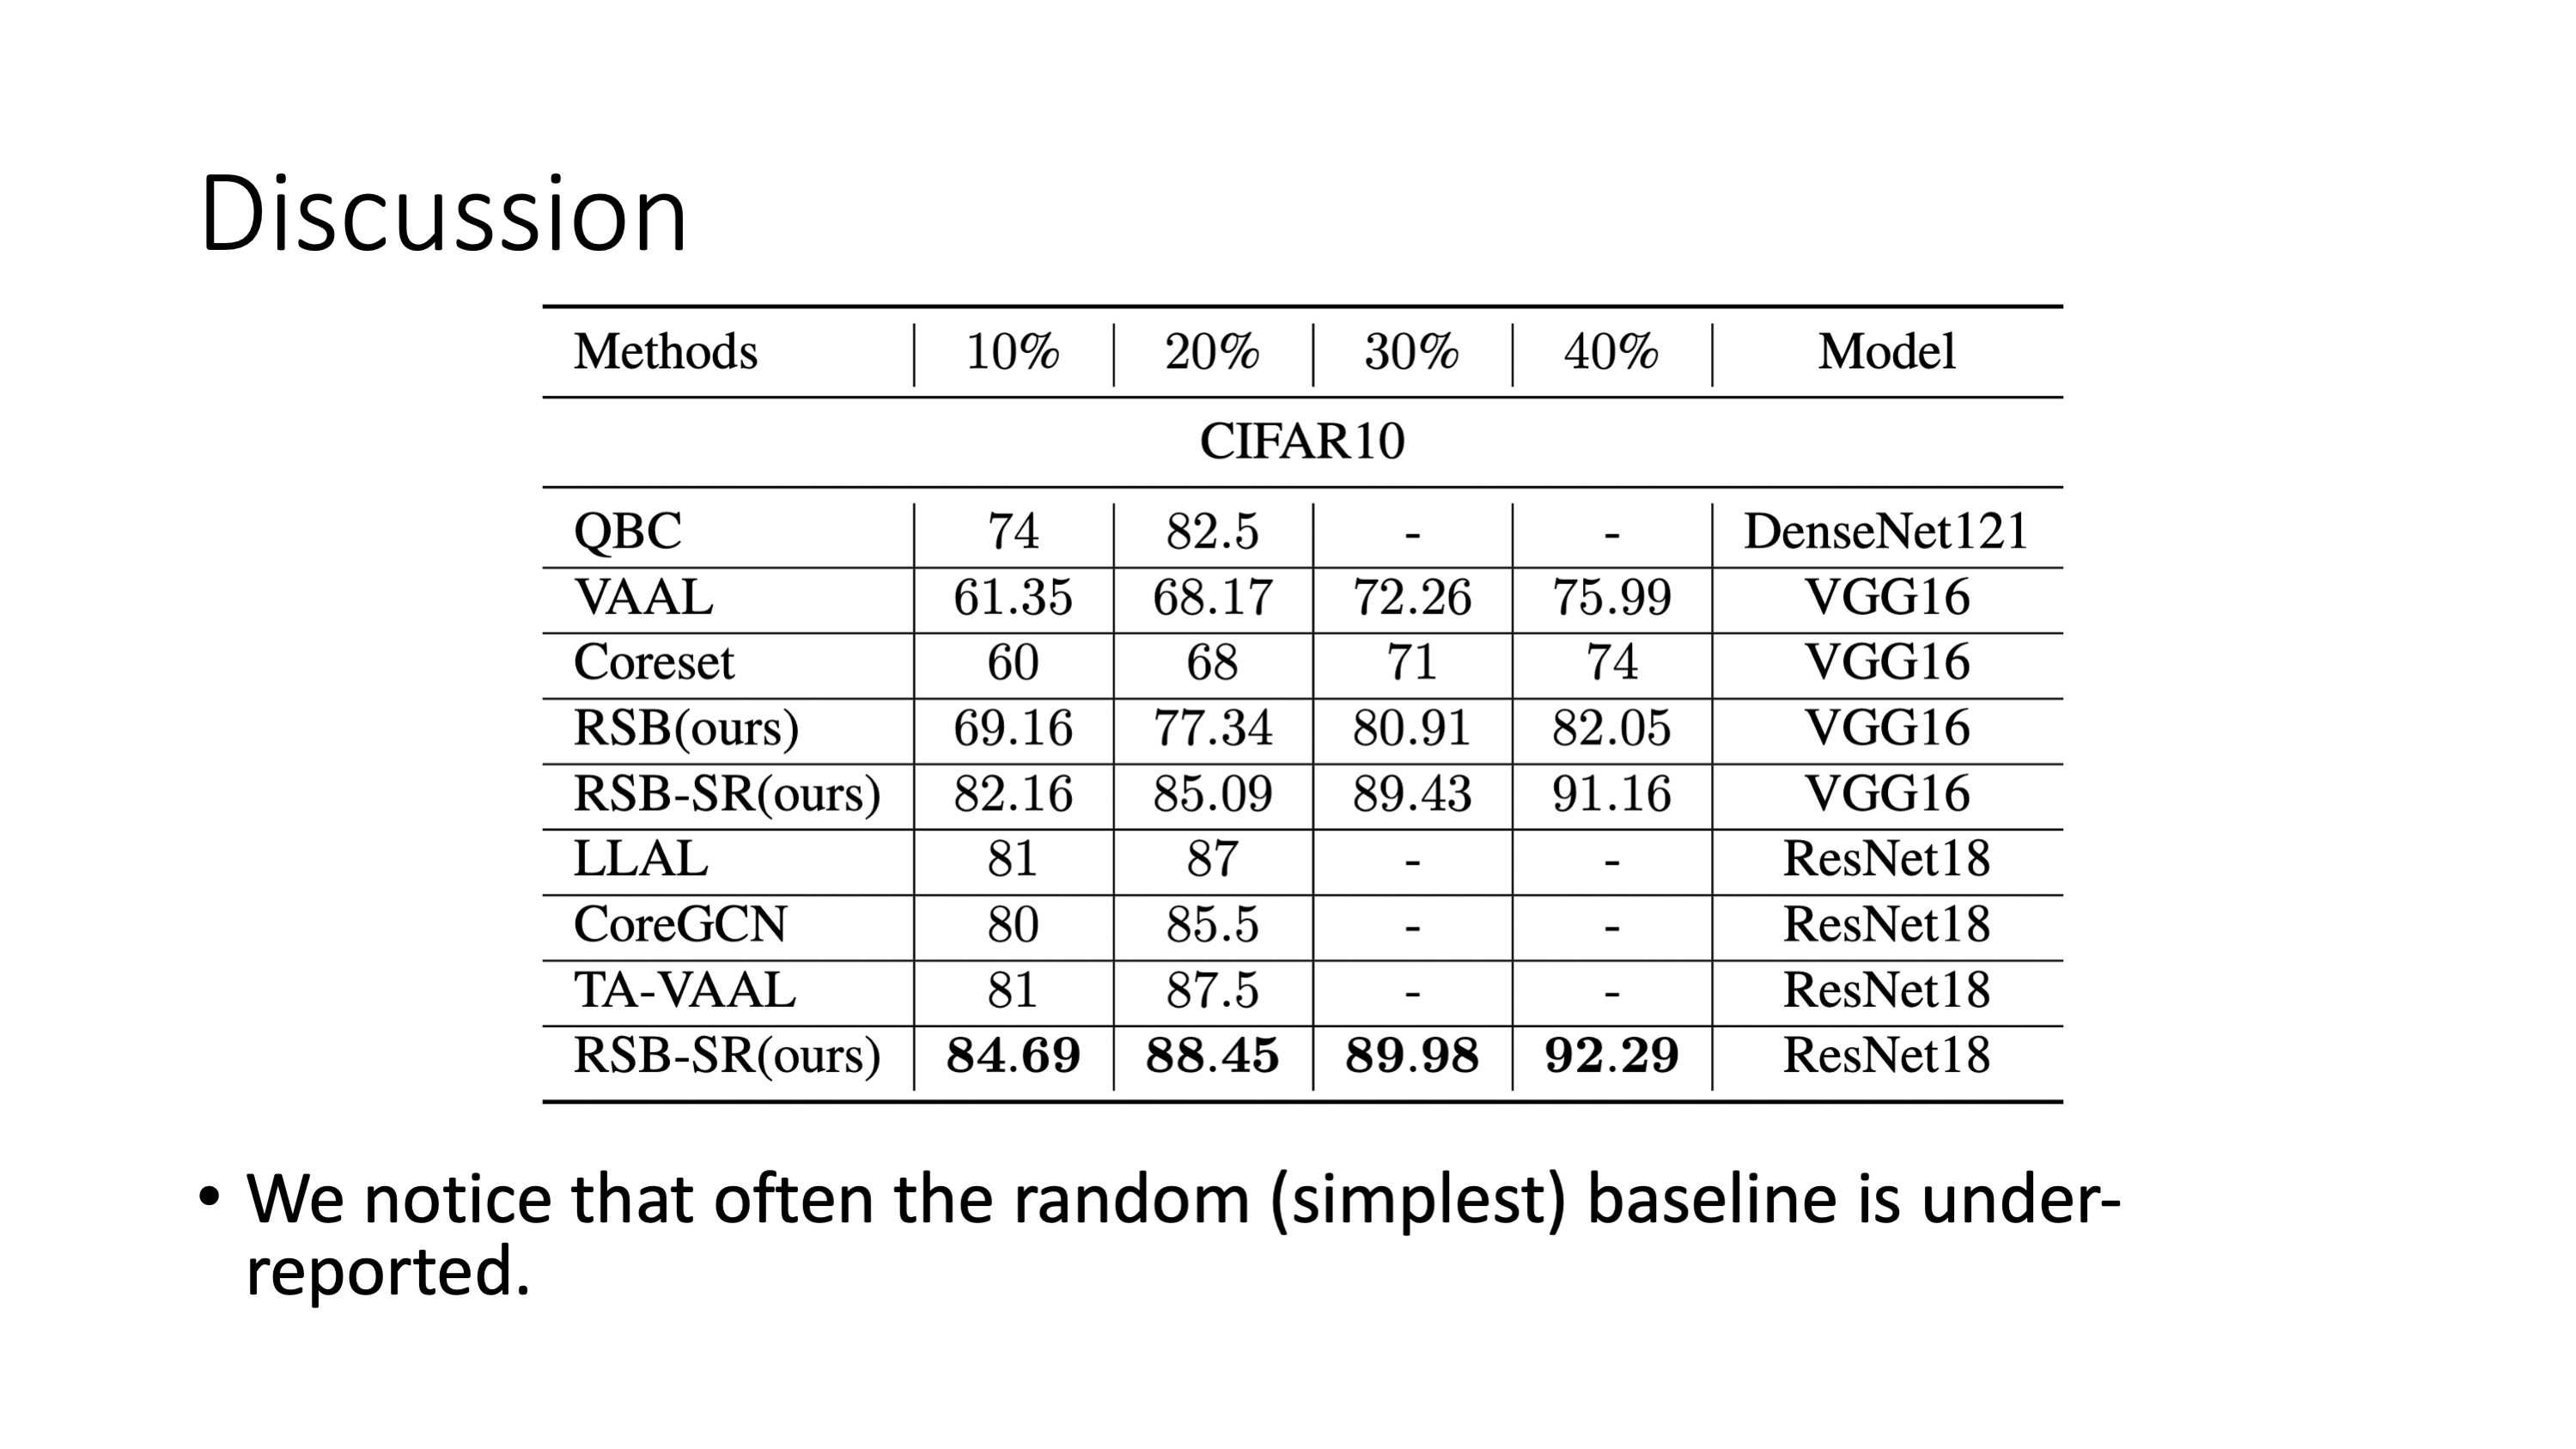 Discussion
Methods 10% 20% 30% 40% Model
CIFAR10
QBC 74 82.5 - - DenseNet121
VAAL 61.35 68.17 72.26 75.99 VGG16
Coreset 60 68 71 74 VGG16
RSB(ours) 69.16 77.34 80.91 82.05 VGG16
RSB-SR(ours) 82.16 85.09 89.43 91.16 VGG16
LLAL 81 87 - - ResNet18
CoreGCN 80 85.5 - - ResNet18
TA-VAAL 81 87.5 - - ResNet18
RSB-SR(ours) 84.69 88.45 89.98 92.29 ResNet18
• We notice that often the random (simplest) baseline is under-
reported.